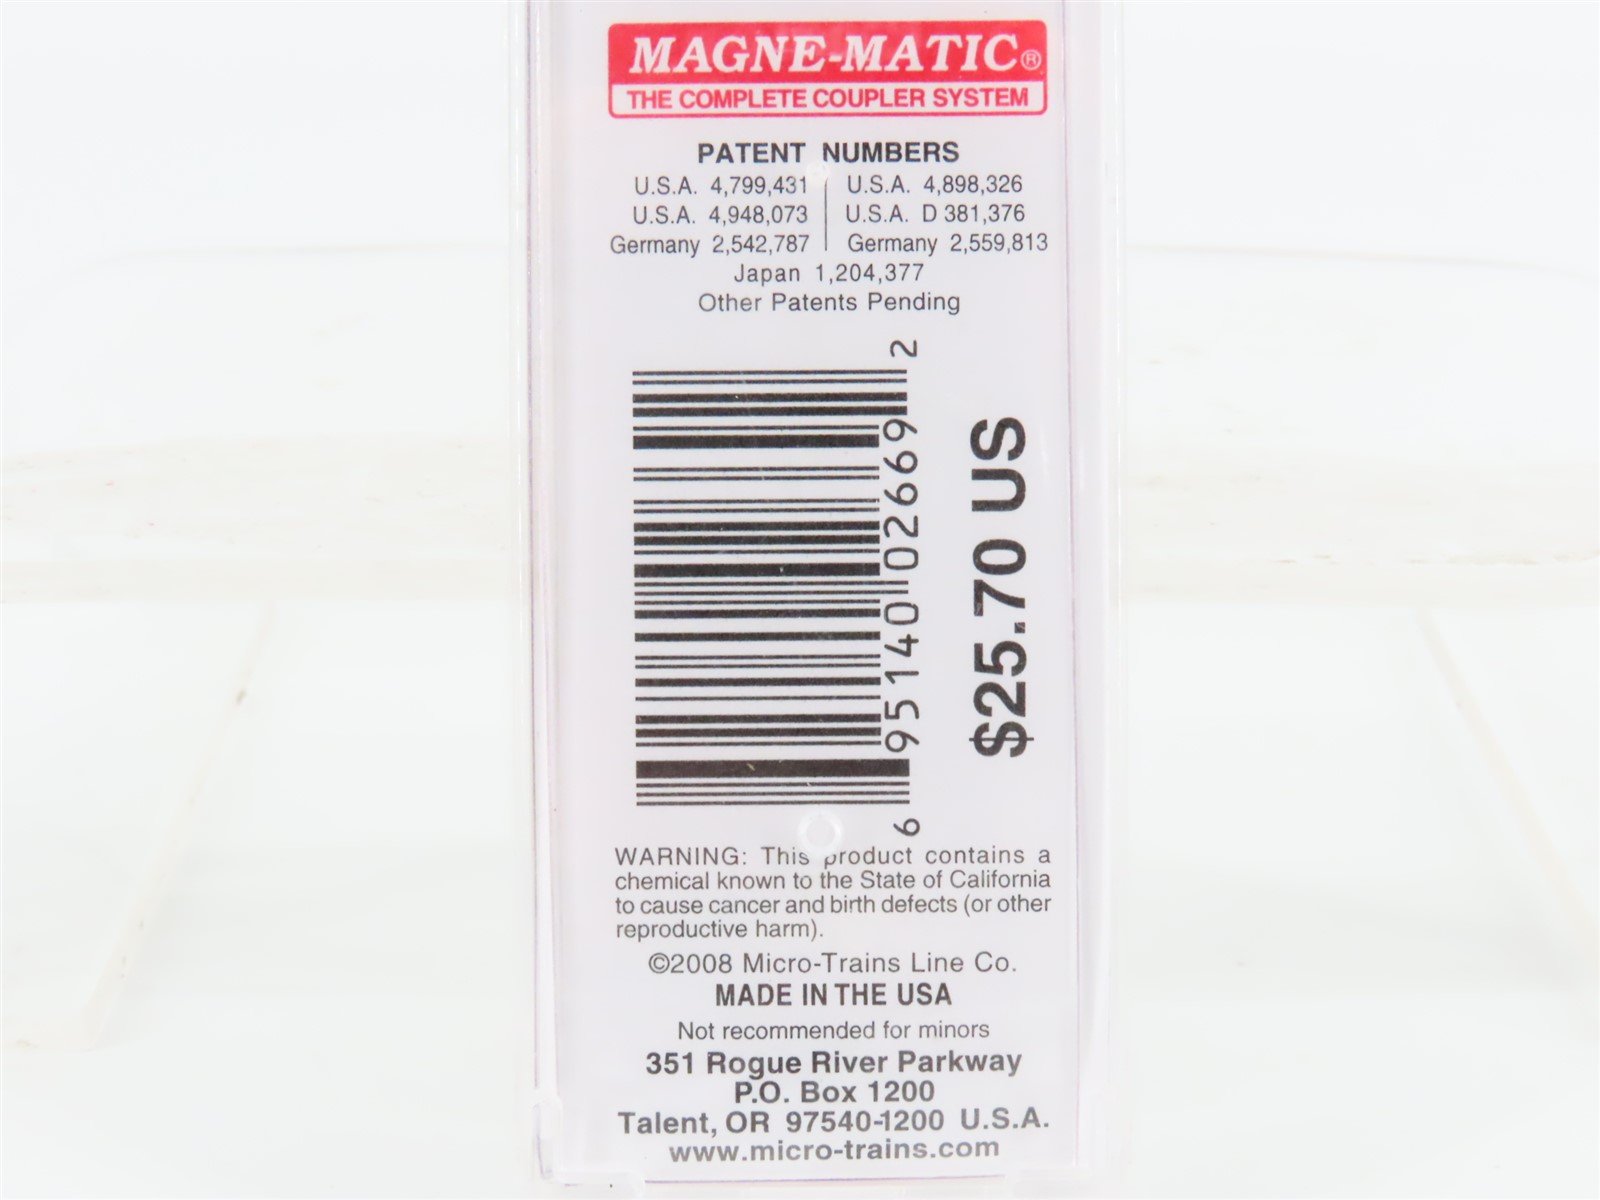 MAGNE-MATIC®
THE COMPLETE COUPLER SYSTEM
PATENT NUMBERS
U.S.A. 4,799,431 U.S.A. 4,898,326
U.S.A. 4,948,073 U.S.A. D 381,376
Germany 2,542,787 Germany 2,559,813
Japan 1,204,377
Other Patents Pending
6 95140 02669 2
$25.70 US
WARNING: This product contains a
chemical known to the State of California
to cause cancer and birth defects (or other
reproductive harm).
©2008 Micro-Trains Line Co.
MADE IN THE USA
Not recommended for minors
351 Rogue River Parkway
P.O. Box 1200
Talent, OR 97540-1200 U.S.A.
www.micro-trains.com